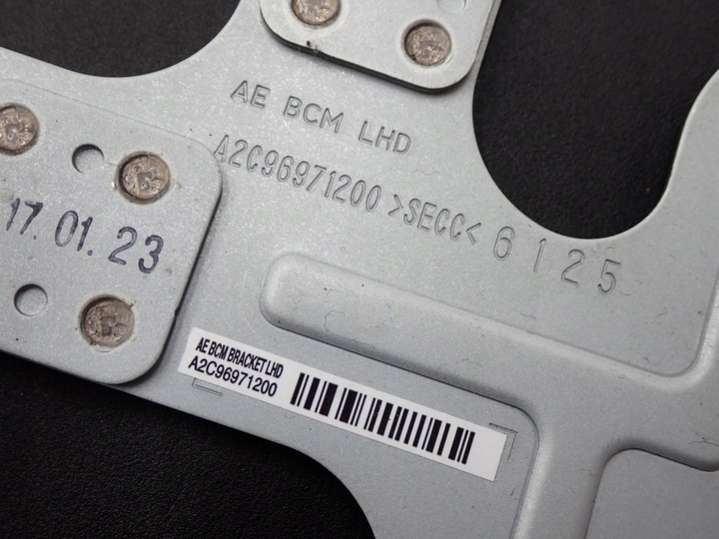 AE BCM LHD
A2C96971200 >SECC< 6125
17.01.23
AE BCM BRACKET LHD
A2C96971200